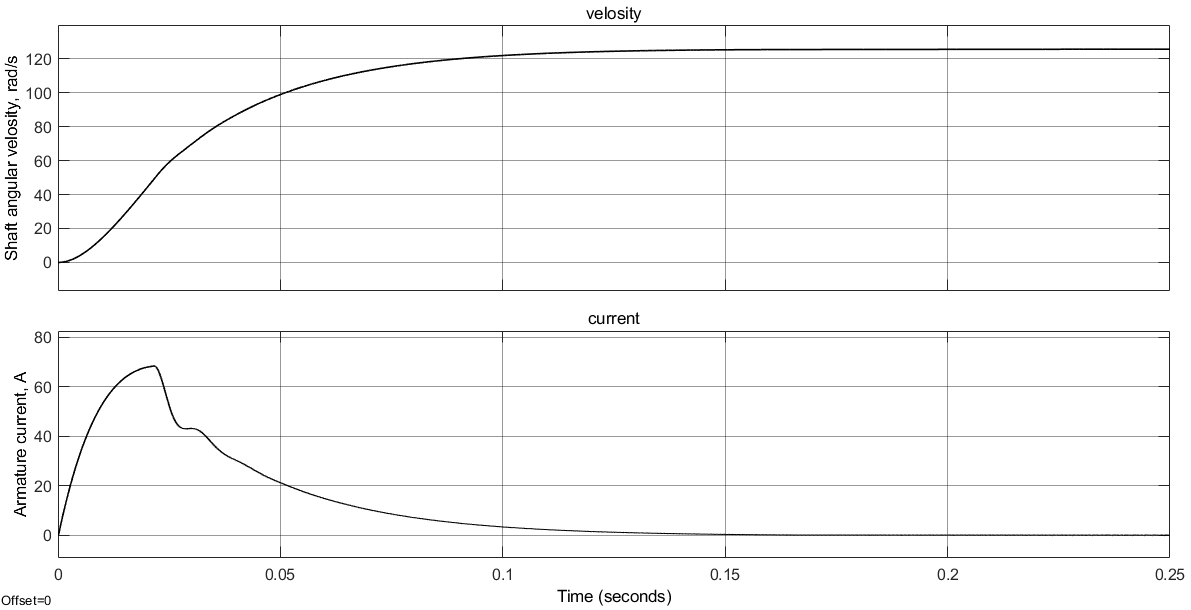 velosity
Shaft angular velosity, rad/s
120
100
80
60
40
20
0
current
Armature current, A
80
60
40
20
0
0 0.05 0.1 0.15 0.2 0.25
Time (seconds)
Offset=0